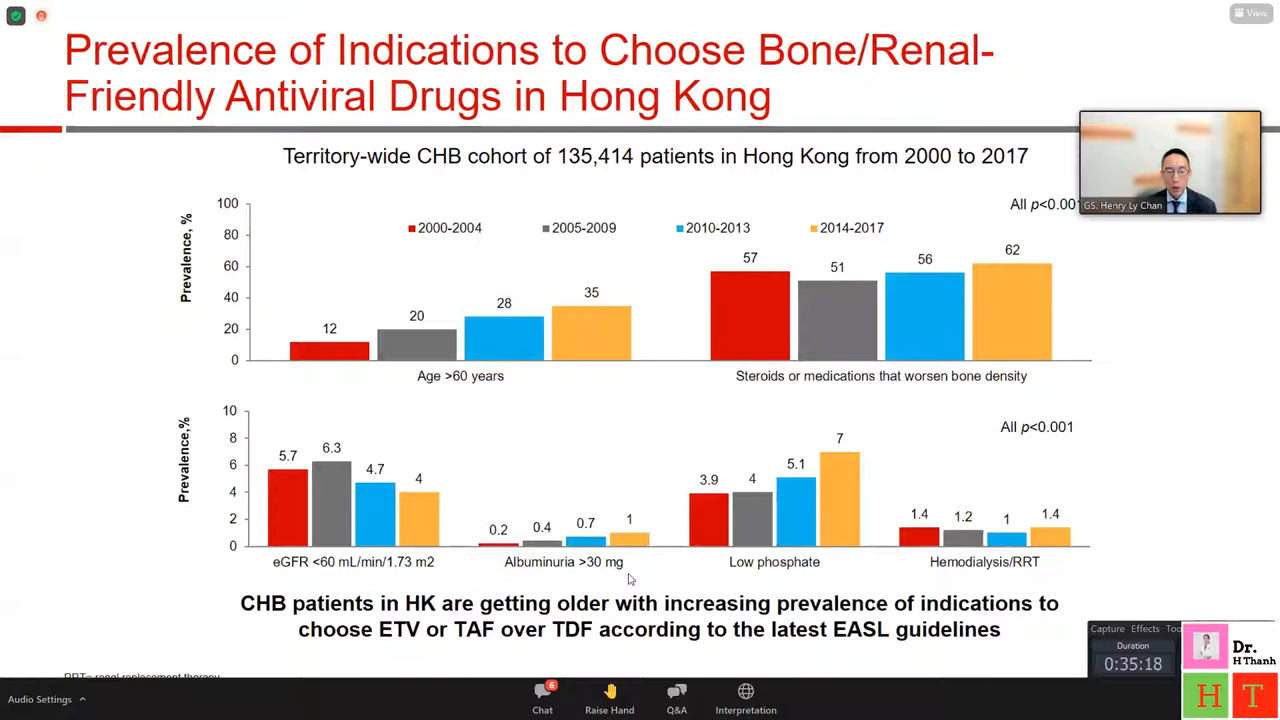 View
Prevalence of Indications to Choose Bone/Renal-
Friendly Antiviral Drugs in Hong Kong
GS. Henry Ly Chan
Territory-wide CHB cohort of 135,414 patients in Hong Kong from 2000 to 2017
All p<0.001
Prevalence, %
100
80
60
40
20
0
2000-2004
2005-2009
2010-2013
2014-2017
12
20
28
35
57
51
56
62
Age >60 years
Steroids or medications that worsen bone density
All p<0.001
Prevalence,%
10
8
6
4
2
0
5.7
6.3
4.7
4
0.2
0.4
0.7
1
3.9
4
5.1
7
1.4
1.2
1
1.4
eGFR <60 mL/min/1.73 m2
Albuminuria >30 mg
Low phosphate
Hemodialysis/RRT
CHB patients in HK are getting older with increasing prevalence of indications to
choose ETV or TAF over TDF according to the latest EASL guidelines
RRT= renal replacement therapy
Capture Effects Too
Duration
0:35:18
Dr.
H Thanh
H T
Audio Settings
6
Chat
Raise Hand
Q&A
Interpretation